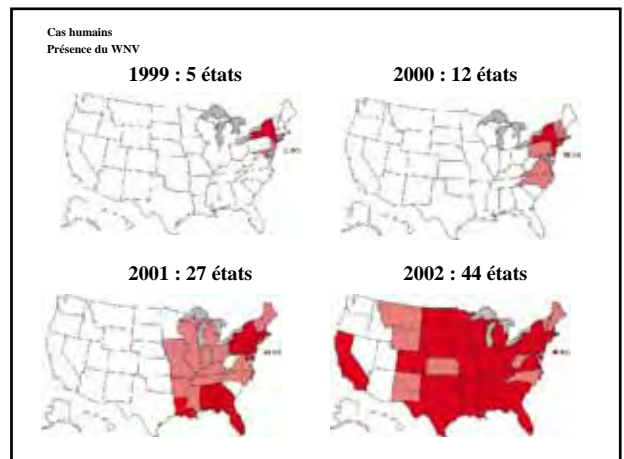 Cas humains
Présence du WNV
1999 : 5 états
2000 : 12 états
2001 : 27 états
2002 : 44 états